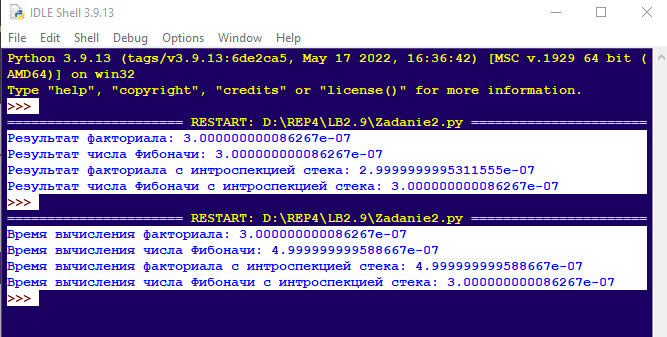 IDLE Shell 3.9.13
File Edit Shell Debug Options Window Help
Python 3.9.13 (tags/v3.9.13:6de2ca5, May 17 2022, 16:36:42) [MSC v.1929 64 bit (
AMD64)] on win32
Type "help", "copyright", "credits" or "license()" for more information.
>>>
====================== RESTART: D:\REP4\LB2.9\Zadanie2.py ======================
Результат факториала: 3.000000000086267e-07
Результат числа Фибоначи: 3.000000000086267e-07
Результат факториала с интроспекцией стека: 2.9999999995311555e-07
Результат числа Фибоначи с интроспекцией стека: 3.000000000086267e-07
>>>
====================== RESTART: D:\REP4\LB2.9\Zadanie2.py ======================
Время вычисления факториала: 3.000000000086267e-07
Время вычисления числа Фибоначи: 4.999999999588667e-07
Время вычисления факториала с интроспекцией стека: 4.999999999588667e-07
Время вычисления числа Фибоначи с интроспекцией стека: 3.000000000086267e-07
>>>